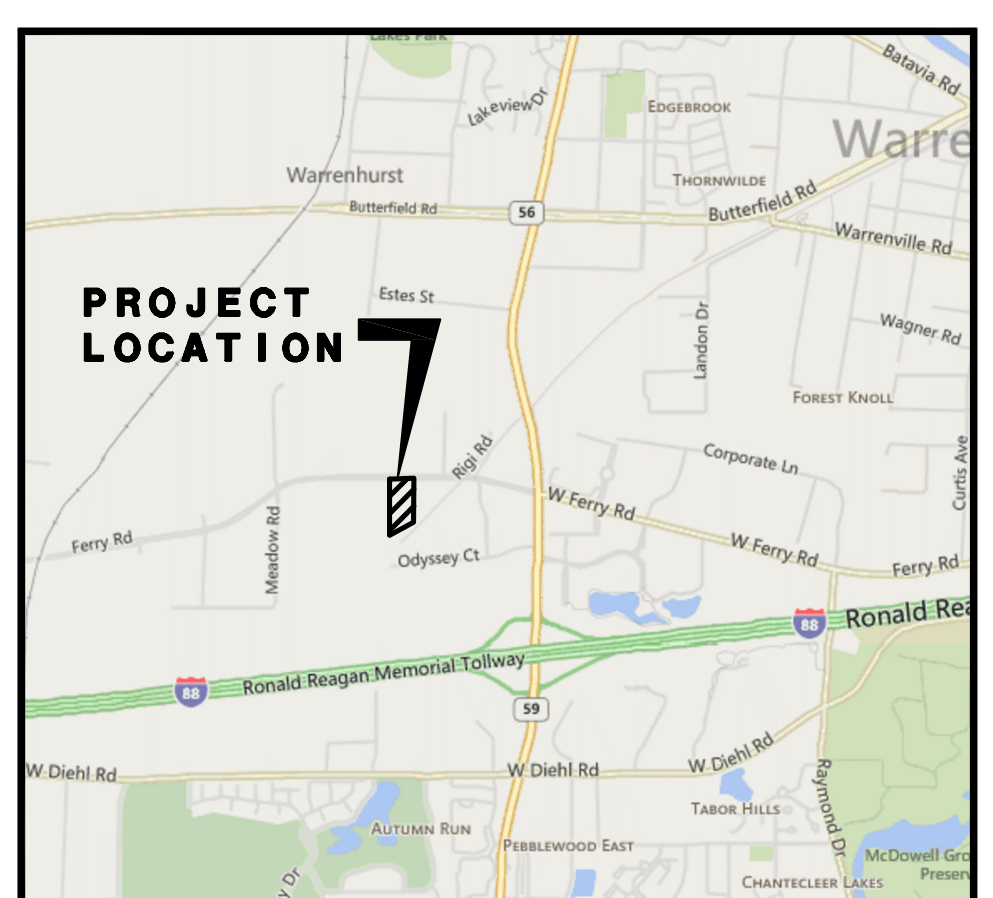 Lakes Park
Batavia Rd
Lakeview Dr
EDGEBROOK
Warre
Warrenhurst
THORNWILDE
Butterfield Rd
56
Butterfield Rd
Warrenville Rd
PROJECT
LOCATION
Estes St
Landon Dr
Wagner Rd
FOREST KNOLL
Rigi Rd
Corporate Ln
Curtis Ave
W Ferry Rd
Ferry Rd
Meadow Rd
Odyssey Ct
W Ferry Rd
Ferry Rd
88
Ronald Rea
88
Ronald Reagan Memorial Tollway
59
W Diehl Rd
W Diehl Rd
W Diehl Rd
Raymond Dr
TABOR HILLS
AUTUMN RUN
PEBBLEWOOD EAST
McDowell Gro
Preserv
CHANTECLEER LAKES
y Dr